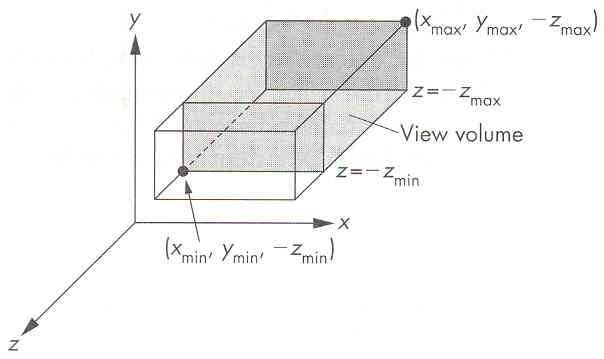 y
(xmax, ymax, −zmax)
z=−zmax
View volume
z=−zmin
x
(xmin, ymin, −zmin)
z